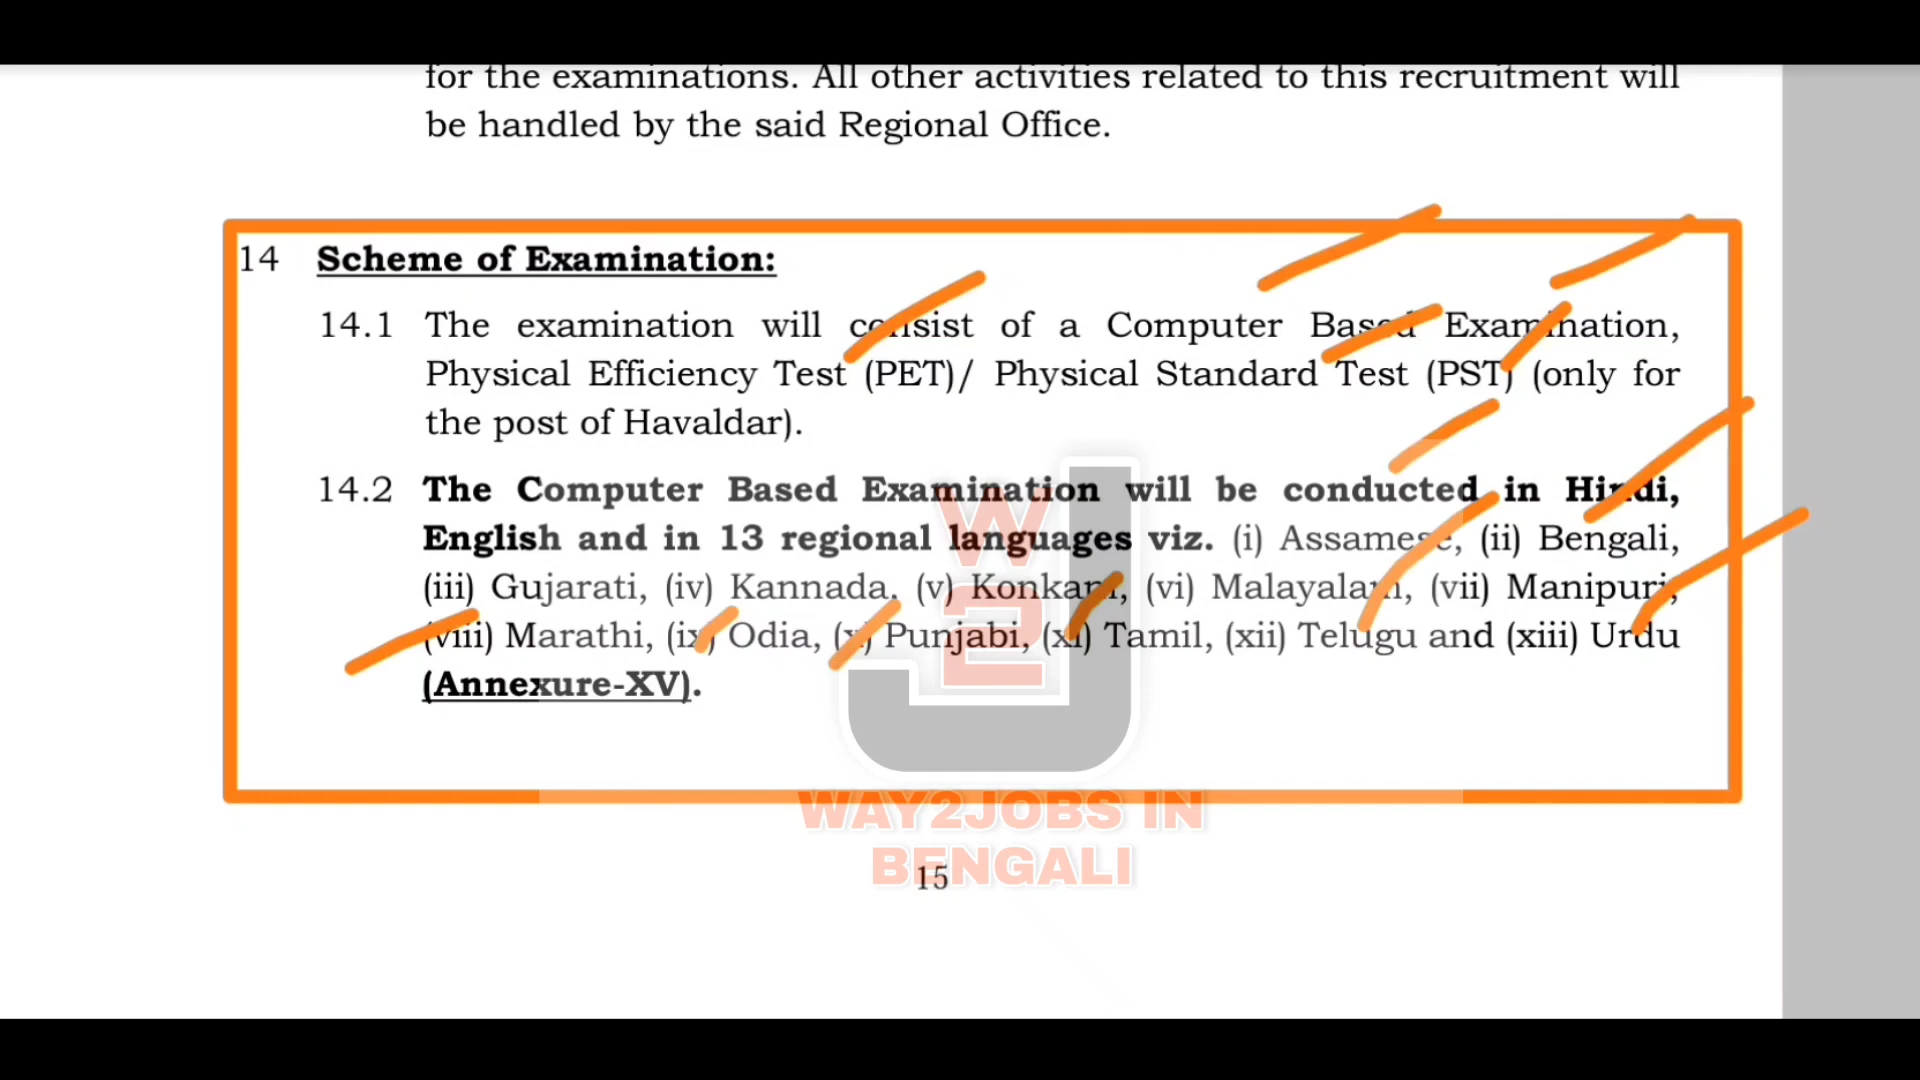 for the examinations. All other activities related to this recruitment will
be handled by the said Regional Office.
14 Scheme of Examination:
14.1 The examination will consist of a Computer Based Examination,
Physical Efficiency Test (PET)/ Physical Standard Test (PST) (only for
the post of Havaldar).
14.2 The Computer Based Examination will be conducted in Hindi,
English and in 13 regional languages viz. (i) Assamese, (ii) Bengali,
(iii) Gujarati, (iv) Kannada, (v) Konkani, (vi) Malayalam, (vii) Manipuri,
(viii) Marathi, (ix) Odia, (x) Punjabi, (xi) Tamil, (xii) Telugu and (xiii) Urdu
(Annexure-XV).
W2J
WAY2JOBS IN
BENGALI
15